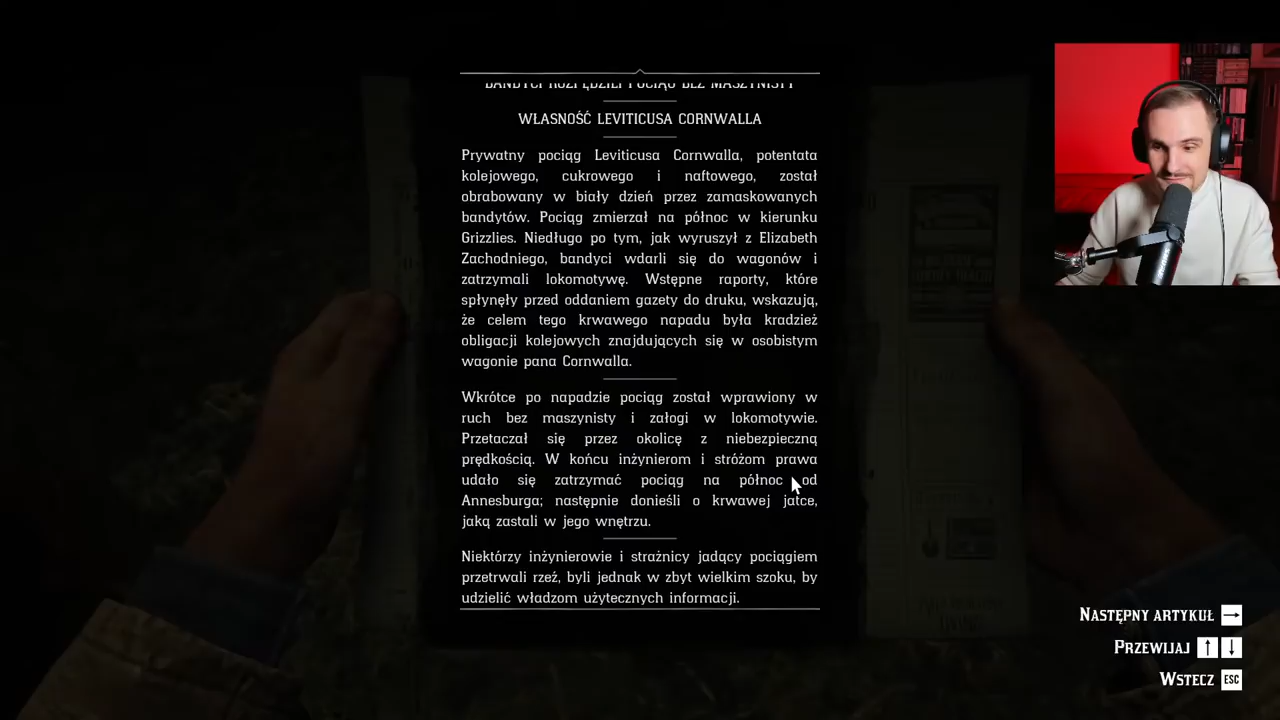 BANDYCI ROZPĘDZILI POCIĄG BEZ MASZYNISTY
WŁASNOŚĆ LEVITICUSA CORNWALLA
Prywatny pociąg Leviticusa Cornwalla, potentata
kolejowego, cukrowego i naftowego, został
obrabowany w biały dzień przez zamaskowanych
bandytów. Pociąg zmierzał na północ w kierunku
Grizzlies. Niedługo po tym, jak wyruszył z Elizabeth
Zachodniego, bandyci wdarli się do wagonów i
zatrzymali lokomotywę. Wstępne raporty, które
spłynęły przed oddaniem gazety do druku, wskazują,
że celem tego krwawego napadu była kradzież
obligacji kolejowych znajdujących się w osobistym
wagonie pana Cornwalla.
Wkrótce po napadzie pociąg został wprawiony w
ruch bez maszynisty i załogi w lokomotywie.
Przetaczał się przez okolicę z niebezpieczną
prędkością. W końcu inżynierom i stróżom prawa
udało się zatrzymać pociąg na północ od
Annesburga; następnie donieśli o krwawej jatce,
jaką zastali w jego wnętrzu.
Niektórzy inżynierowie i strażnicy jadący pociągiem
przetrwali rzeź, byli jednak w zbyt wielkim szoku, by
udzielić władzom użytecznych informacji.
NASTĘPNY ARTYKUŁ →
PRZEWIJAJ ↑ ↓
WSTECZ ESC